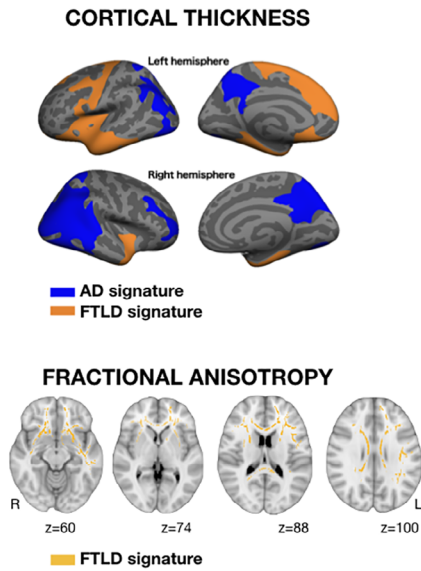 CORTICAL THICKNESS
Left hemisphere
Right hemisphere
AD signature
FTLD signature
FRACTIONAL ANISOTROPY
R
L
z=60
z=74
z=88
z=100
FTLD signature